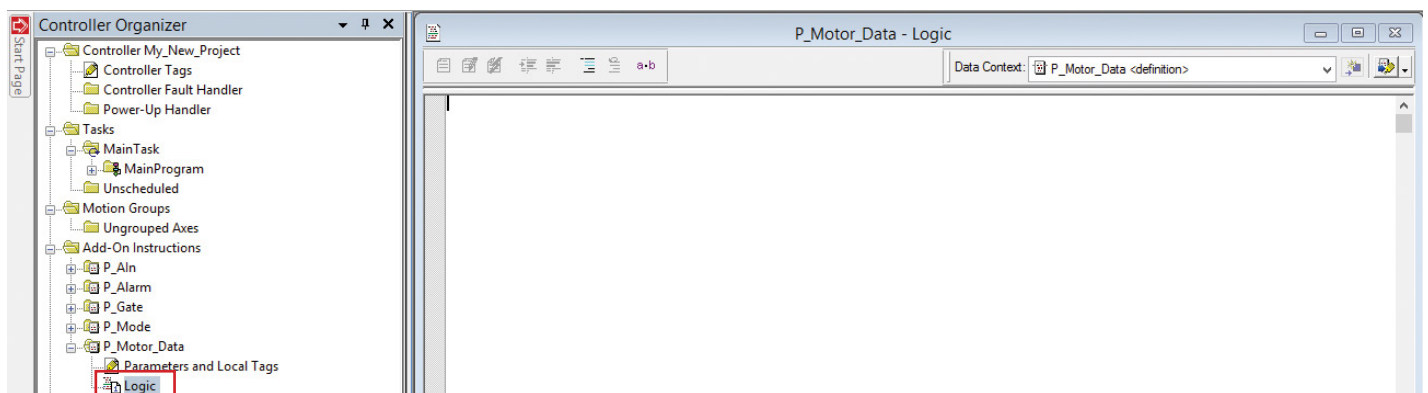 Start Page
Controller Organizer
Controller My_New_Project
Controller Tags
Controller Fault Handler
Power-Up Handler
Tasks
MainTask
MainProgram
Unscheduled
Motion Groups
Ungrouped Axes
Add-On Instructions
P_AIn
P_Alarm
P_Gate
P_Mode
P_Motor_Data
Parameters and Local Tags
Logic
P_Motor_Data - Logic
a•b
Data Context: P_Motor_Data <definition>